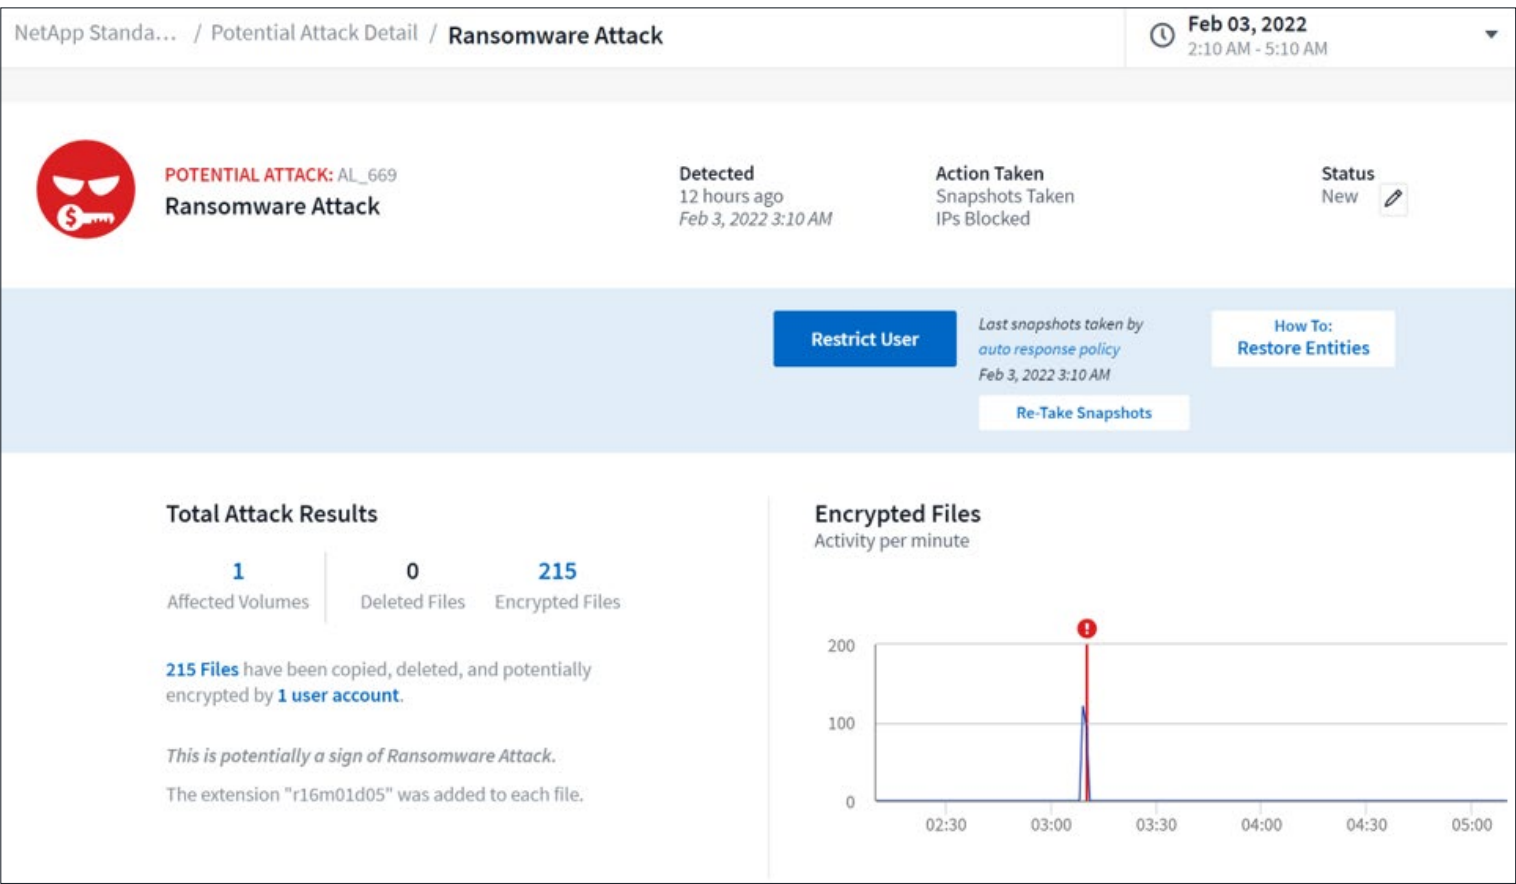 NetApp Standa... / Potential Attack Detail / Ransomware Attack
Feb 03, 2022
2:10 AM - 5:10 AM
POTENTIAL ATTACK: AL_669
Ransomware Attack
Detected
12 hours ago
Feb 3, 2022 3:10 AM
Action Taken
Snapshots Taken
IPs Blocked
Status
New
Restrict User
Last snapshots taken by
auto response policy
Feb 3, 2022 3:10 AM
Re-Take Snapshots
How To:
Restore Entities
Total Attack Results
1
Affected Volumes
0
Deleted Files
215
Encrypted Files
215 Files have been copied, deleted, and potentially
encrypted by 1 user account.
This is potentially a sign of Ransomware Attack.
The extension "r16m01d05" was added to each file.
Encrypted Files
Activity per minute
200
100
0
02:30 03:00 03:30 04:00 04:30 05:00